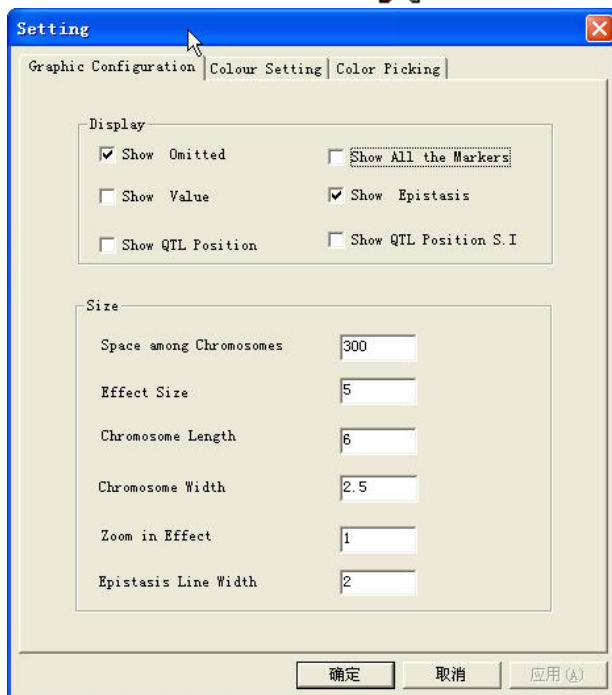 Setting
Graphic Configuration Colour Setting Color Picking
Display
Show Omitted Show All the Markers
Show Value Show Epistasis
Show QTL Position Show QTL Position S.I
Size
Space among Chromosomes 300
Effect Size 5
Chromosome Length 6
Chromosome Width 2.5
Zoom in Effect 1
Epistasis Line Width 2
确定 取消 应用(A)